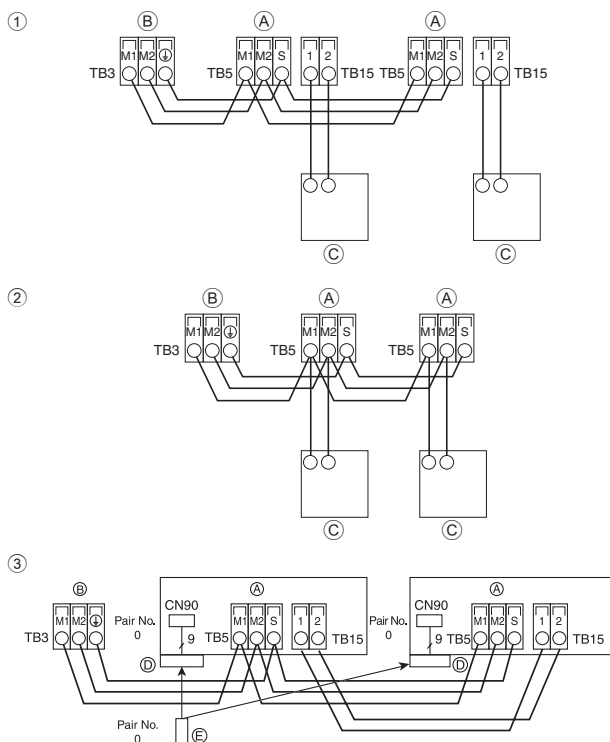 ①
Ⓑ Ⓐ Ⓐ
M1 M2 ⏚ M1 M2 S 1 2 M1 M2 S 1 2
TB3 TB5 TB15 TB5 TB15
Ⓒ Ⓒ
②
Ⓑ Ⓐ Ⓐ
M1 M2 ⏚ M1 M2 S M1 M2 S
TB3 TB5 TB5
Ⓒ Ⓒ
③
Ⓑ Ⓐ Ⓐ
CN90 CN90
M1 M2 ⏚ M1 M2 S 1 2 M1 M2 S 1 2
Pair No. Pair No.
0 0
TB3 9 TB5 TB15 9 TB5 TB15
Ⓓ Ⓓ
Pair No.
0
Ⓔ